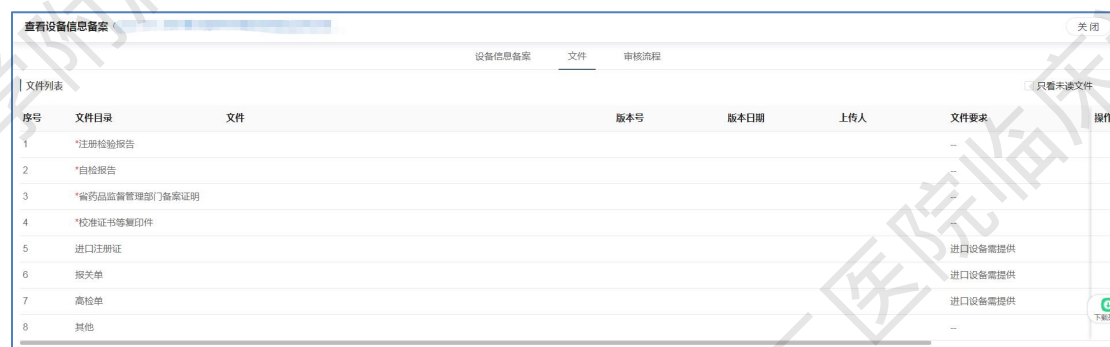 查看设备信息备案
关闭
设备信息备案 文件 审核流程
文件列表
只看未读文件
序号 文件目录 文件 版本号 版本日期 上传人 文件要求 操作
1 *注册检验报告 --
2 *自检报告 --
3 *省药品监督管理部门备案证明 --
4 *校准证书等复印件 --
5 进口注册证 进口设备需提供
6 报关单 进口设备需提供
7 商检单 进口设备需提供
8 其他 --